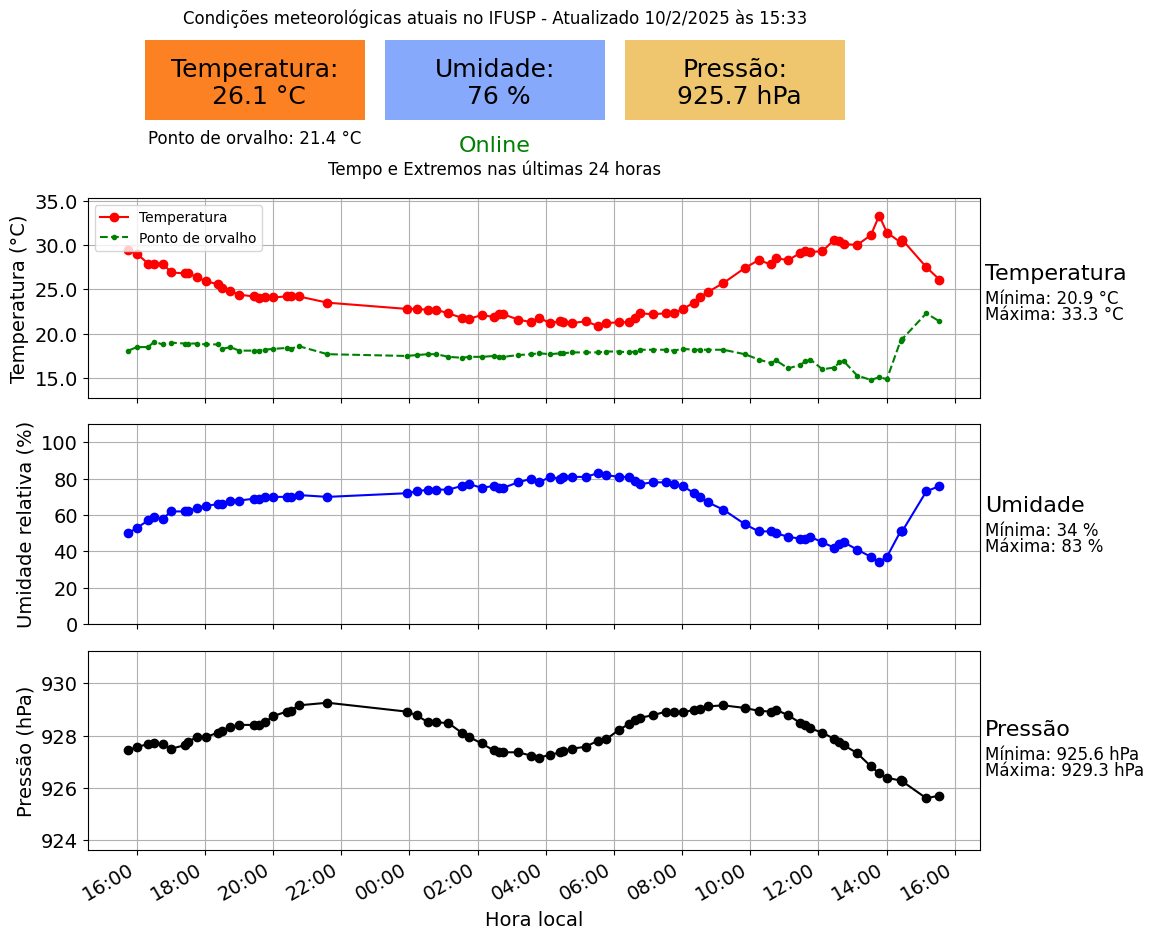 Condições meteorológicas atuais no IFUSP - Atualizado 10/2/2025 às 15:33
Temperatura:
26.1 °C
Umidade:
76 %
Pressão:
925.7 hPa
Ponto de orvalho: 21.4 °C
Online
Tempo e Extremos nas últimas 24 horas
Temperatura (°C)
35.0
30.0
25.0
20.0
15.0
Temperatura
Ponto de orvalho
Temperatura
Mínima: 20.9 °C
Máxima: 33.3 °C
Umidade relativa (%)
100
80
60
40
20
0
Umidade
Mínima: 34 %
Máxima: 83 %
Pressão (hPa)
930
928
926
924
Pressão
Mínima: 925.6 hPa
Máxima: 929.3 hPa
16:00 18:00 20:00 22:00 00:00 02:00 04:00 06:00 08:00 10:00 12:00 14:00 16:00
Hora local